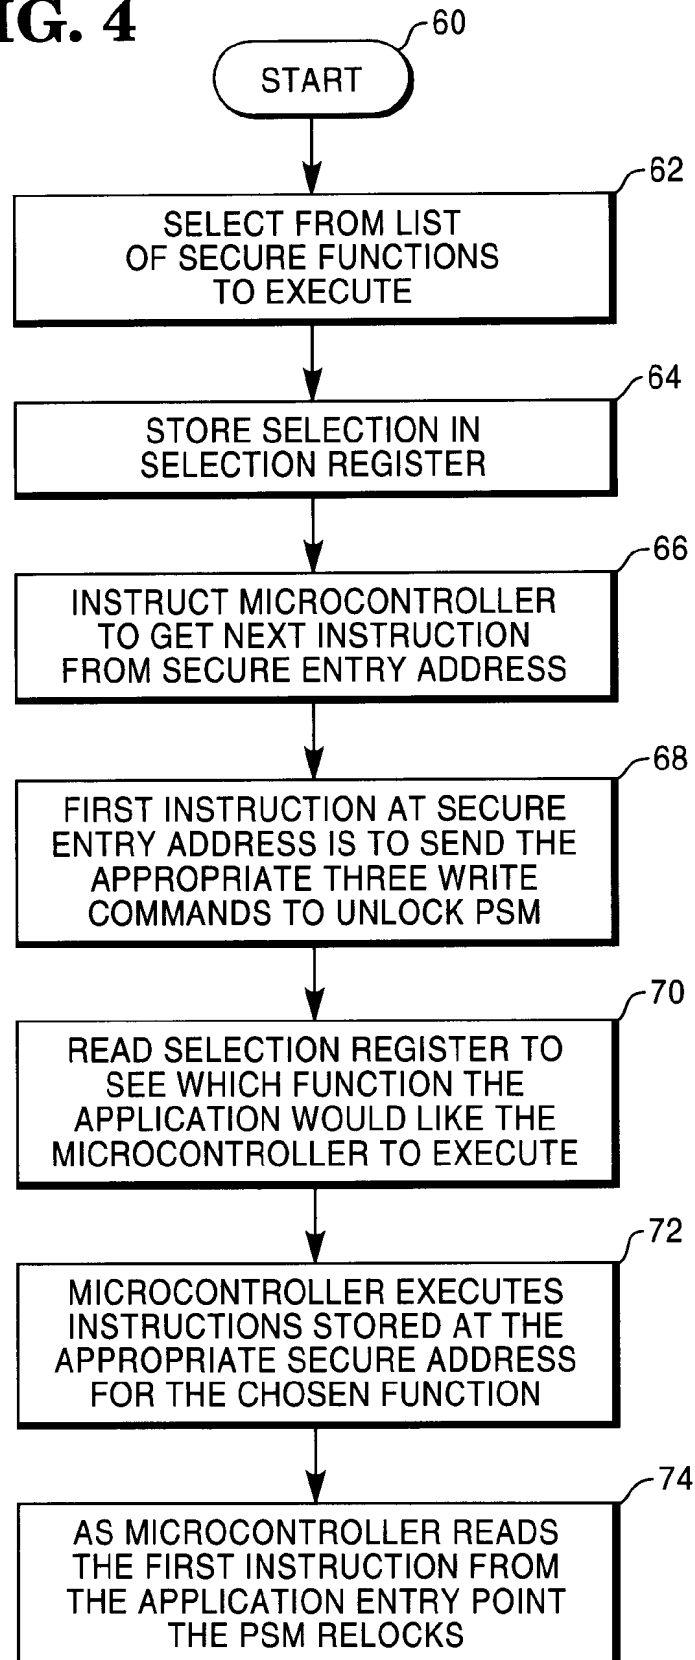 IG. 4
60
START
62
SELECT FROM LIST
OF SECURE FUNCTIONS
TO EXECUTE
64
STORE SELECTION IN
SELECTION REGISTER
66
INSTRUCT MICROCONTROLLER
TO GET NEXT INSTRUCTION
FROM SECURE ENTRY ADDRESS
68
FIRST INSTRUCTION AT SECURE
ENTRY ADDRESS IS TO SEND THE
APPROPRIATE THREE WRITE
COMMANDS TO UNLOCK PSM
70
READ SELECTION REGISTER TO
SEE WHICH FUNCTION THE
APPLICATION WOULD LIKE THE
MICROCONTROLLER TO EXECUTE
72
MICROCONTROLLER EXECUTES
INSTRUCTIONS STORED AT THE
APPROPRIATE SECURE ADDRESS
FOR THE CHOSEN FUNCTION
74
AS MICROCONTROLLER READS
THE FIRST INSTRUCTION FROM
THE APPLICATION ENTRY POINT
THE PSM RELOCKS